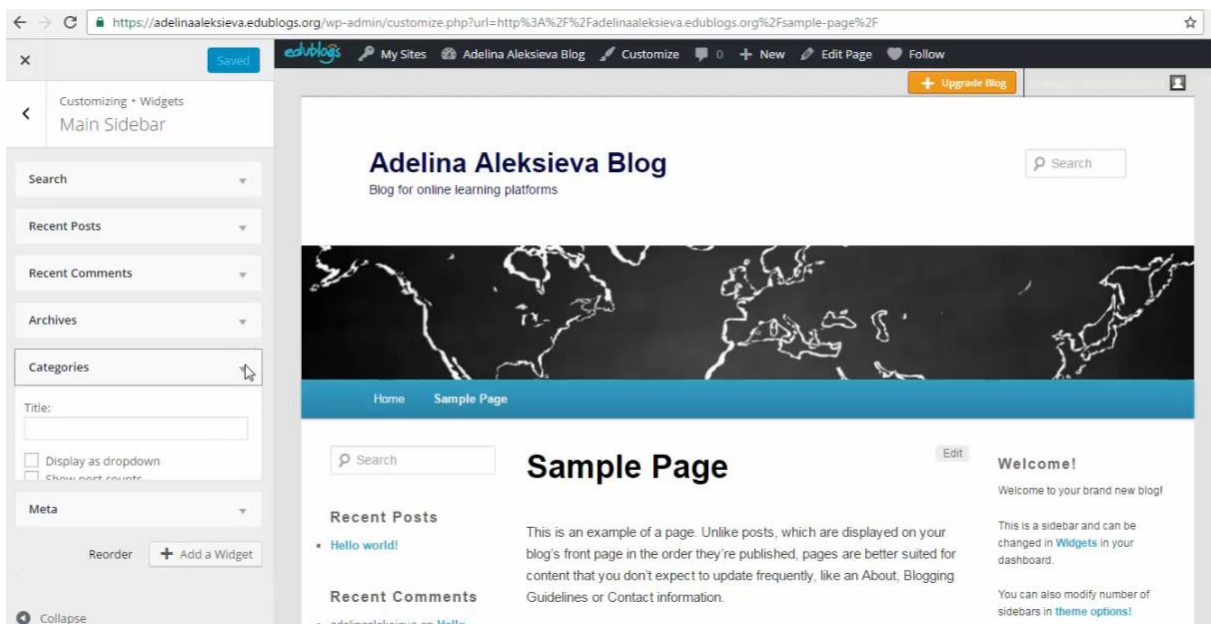 https://adelinaaleksieva.edublogs.org/wp-admin/customize.php?url=http%3A%2F%2Fadelinaaleksieva.edublogs.org%2Fsample-page%2F
Saved
edublogs My Sites Adelina Aleksieva Blog Customize 0 + New Edit Page Follow
+ Upgrade Blog
Customizing • Widgets
Main Sidebar
Search
Recent Posts
Recent Comments
Archives
Categories
Title:
Display as dropdown
Show post counts
Meta
Reorder + Add a Widget
Collapse
Adelina Aleksieva Blog
Blog for online learning platforms
Search
Home Sample Page
Search
Recent Posts
• Hello world!
Recent Comments
adelinaaleksieva on Hello
Sample Page
Edit
This is an example of a page. Unlike posts, which are displayed on your
blog's front page in the order they're published, pages are better suited for
content that you don't expect to update frequently, like an About, Blogging
Guidelines or Contact information.
Welcome!
Welcome to your brand new blog!
This is a sidebar and can be
changed in Widgets in your
dashboard.
You can also modify number of
sidebars in theme options!